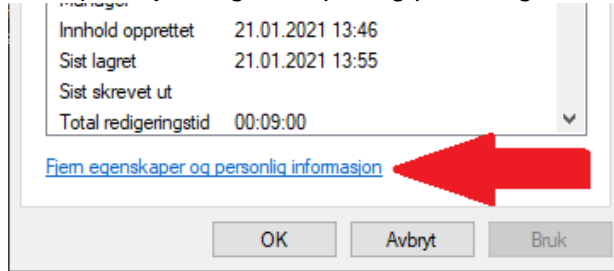 Manager
Innhold opprettet 21.01.2021 13:46
Sist lagret 21.01.2021 13:55
Sist skrevet ut
Total redigeringstid 00:09:00
Fjern egenskaper og personlig informasjon
OK Avbryt Bruk